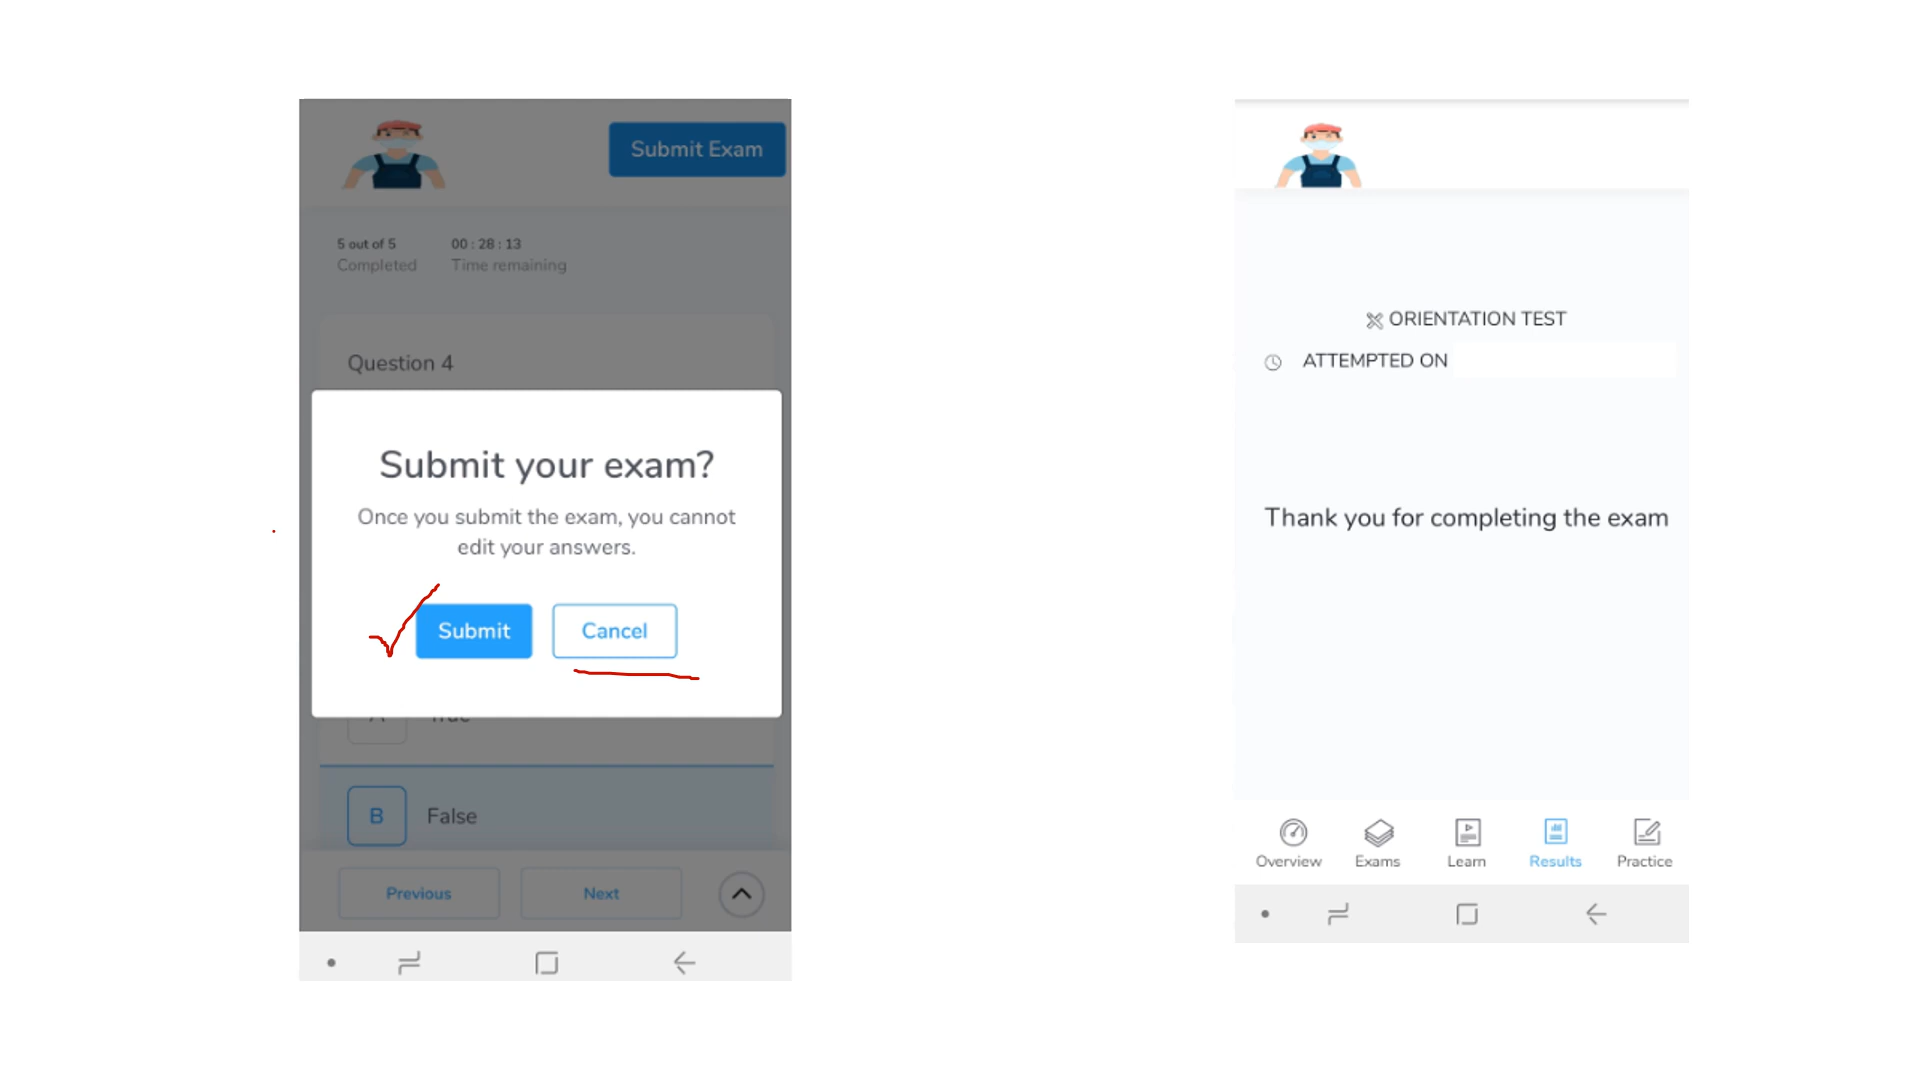 Submit Exam
5 out of 5
Completed
00 : 28 : 13
Time remaining
Question 4
Submit your exam?
Once you submit the exam, you cannot
edit your answers.
Submit
Cancel
A True
B False
Previous
Next
ORIENTATION TEST
ATTEMPTED ON
Thank you for completing the exam
Overview
Exams
Learn
Results
Practice